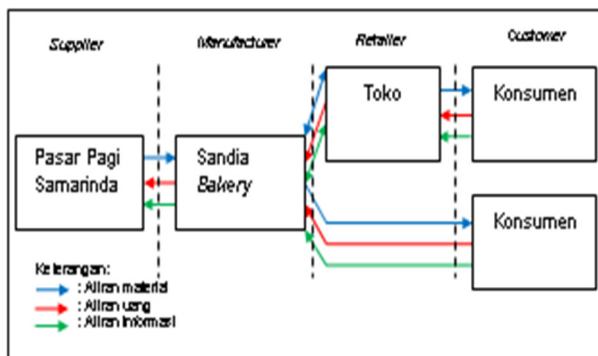 Supplier
Manufacturer
Retailer
Customer
Toko
Konsumen
Pasar Pagi
Samarinda
Sandia
Bakery
Konsumen
Keterangan:
: Aliran material
: Aliran uang
: Aliran informasi